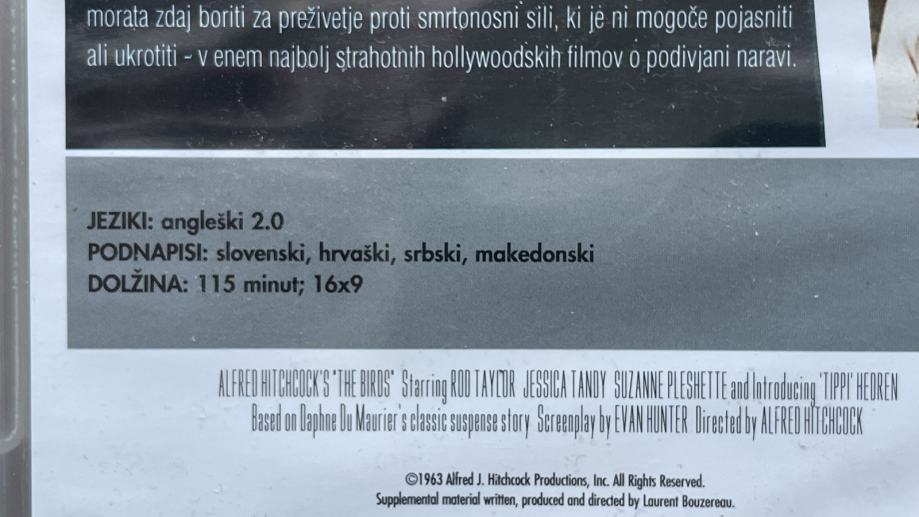 morata zdaj boriti za preživetje proti smrtonosni sili, ki je ni mogoče pojasniti
ali ukrotiti - v enem najbolj strahotnih hollywoodskih filmov o podivjani naravi.
JEZIKI: angleški 2.0
PODNAPISI: slovenski, hrvaški, srbski, makedonski
DOLŽINA: 115 minut; 16x9
ALFRED HITCHCOCK'S "THE BIRDS" Starring ROD TAYLOR JESSICA TANDY SUZANNE PLESHETTE and Introducing 'TIPPI' HEDREN
Based on Daphne Du Maurier's classic suspense story Screenplay by EVAN HUNTER Directed by ALFRED HITCHCOCK
©1963 Alfred J. Hitchcock Productions, Inc. All Rights Reserved.
Supplemental material written, produced and directed by Laurent Bouzereau.